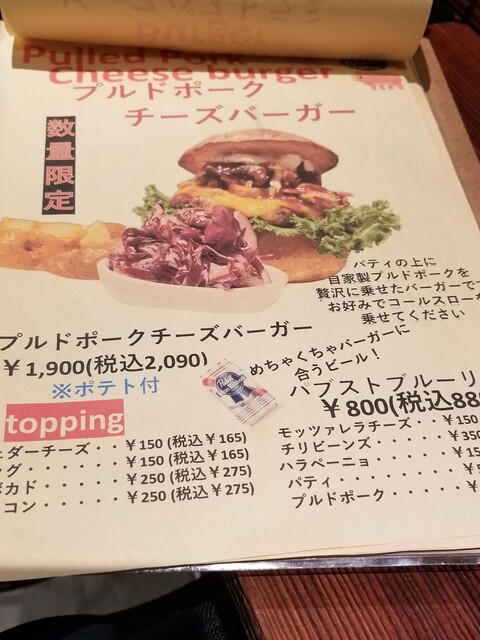 Pulled Pork
Cheese burger
プルドポーク
チーズバーガー
数量限定
パティの上に
自家製プルドポークを
贅沢に乗せたバーガーで
お好みでコールスローを
乗せてください
プルドポークチーズバーガー
¥1,900(税込2,090)
※ポテト付
めちゃくちゃバーガーに
合うビール!
パブストブルーリ
¥800(税込88
topping
ェダーチーズ・・¥150 (税込¥165)
ッグ・・・・・・¥150 (税込¥165)
ボカド・・・・・¥250 (税込¥275)
コン・・・・・・¥250 (税込¥275)
モッツァレラチーズ・・¥150
チリビーンズ・・・・・¥350
ハラペーニョ・・・・・¥15
パティ・・・・・・・・¥
プルドポーク・・・・・¥